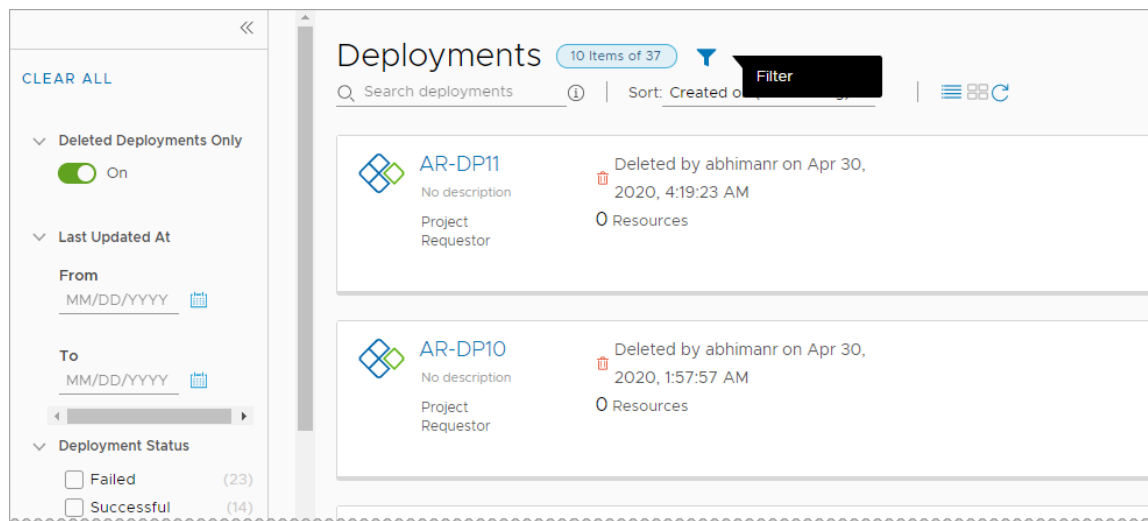 CLEAR ALL
Deleted Deployments Only
On
Last Updated At
From
MM/DD/YYYY
To
MM/DD/YYYY
Deployment Status
Failed (23)
Successful (14)
Deployments 10 Items of 37
Filter
Search deployments Sort: Created
AR-DP11
No description
Project
Requestor
Deleted by abhimanr on Apr 30,
2020, 4:19:23 AM
0 Resources
AR-DP10
No description
Project
Requestor
Deleted by abhimanr on Apr 30,
2020, 1:57:57 AM
0 Resources